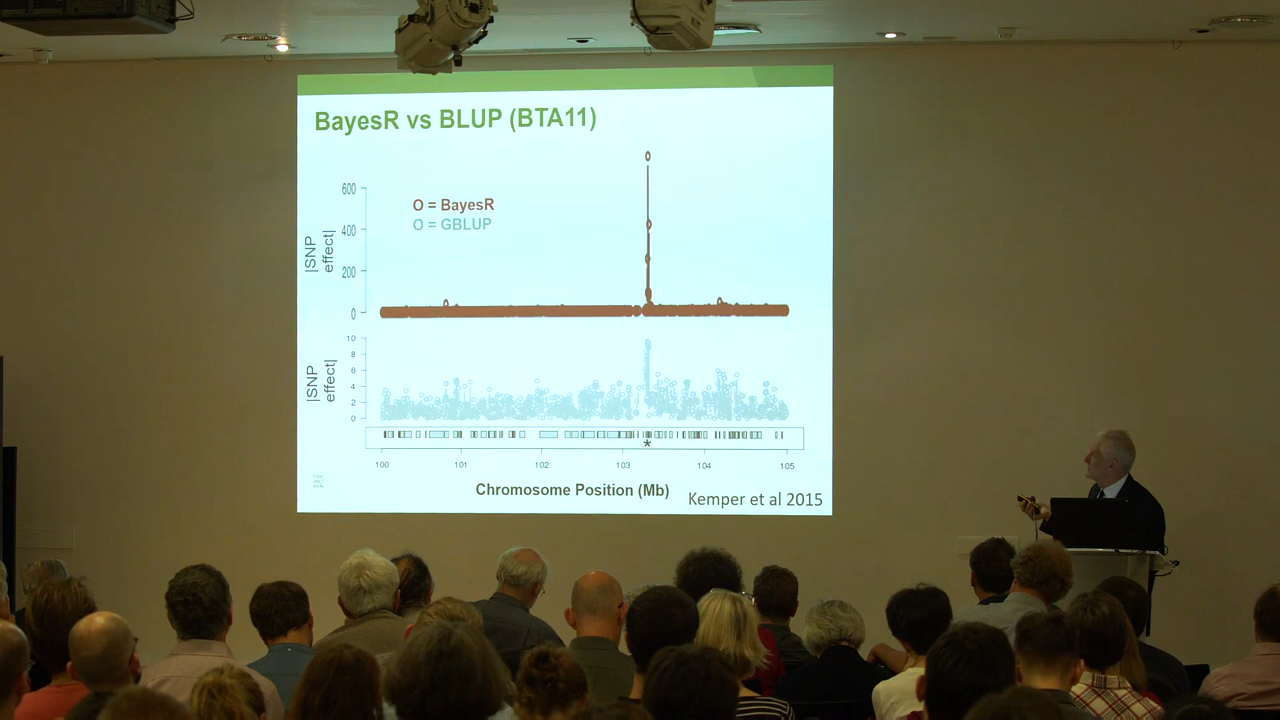 BayesR vs BLUP (BTA11)
600
400
200
0
|SNP
effect|
O = BayesR
O = GBLUP
10
8
6
4
2
0
|SNP
effect|
*
100 101 102 103 104 105
Chromosome Position (Mb)
Kemper et al 2015